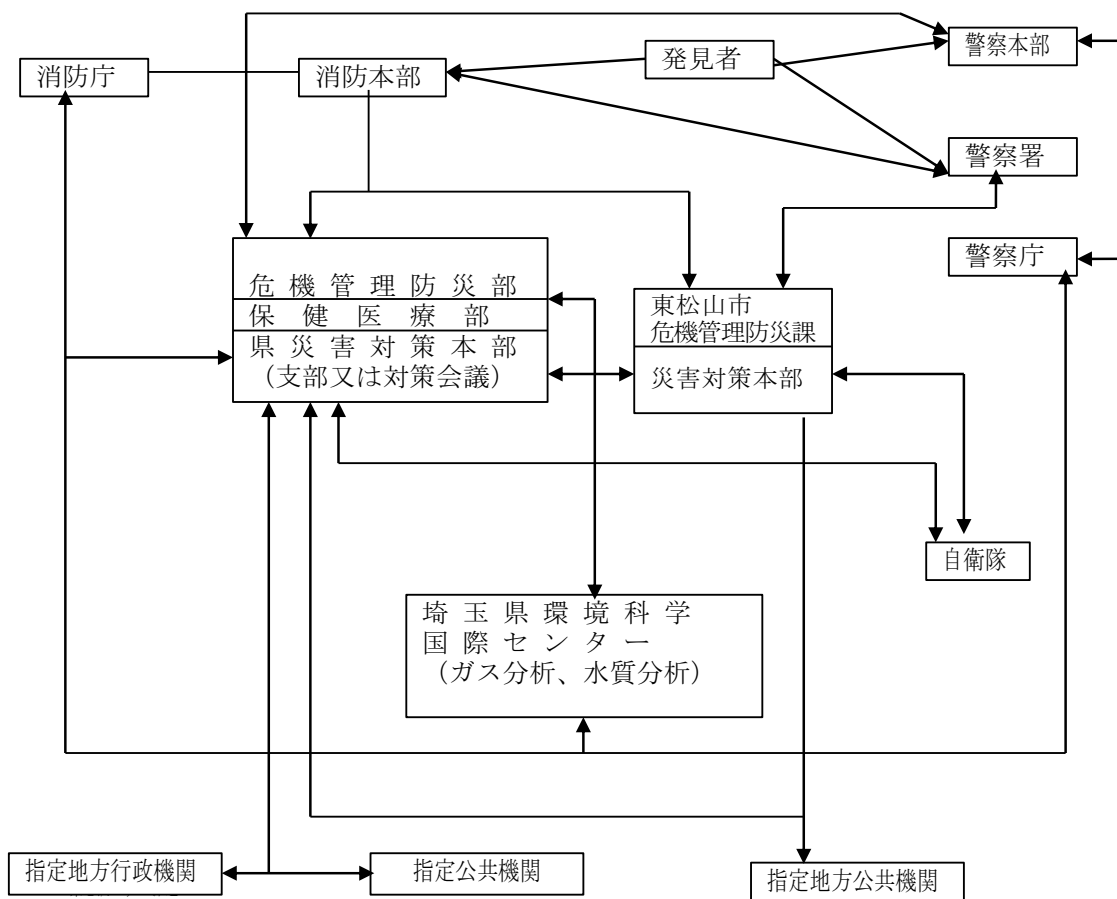 警察本部
発見者
消防庁
消防本部
警察署
警察庁
危機管理防災部
保健医療部
県災害対策本部
（支部又は対策会議）
東松山市
危機管理防災課
災害対策本部
自衛隊
埼玉県環境科学
国際センター
（ガス分析、水質分析）
指定地方行政機関
指定公共機関
指定地方公共機関